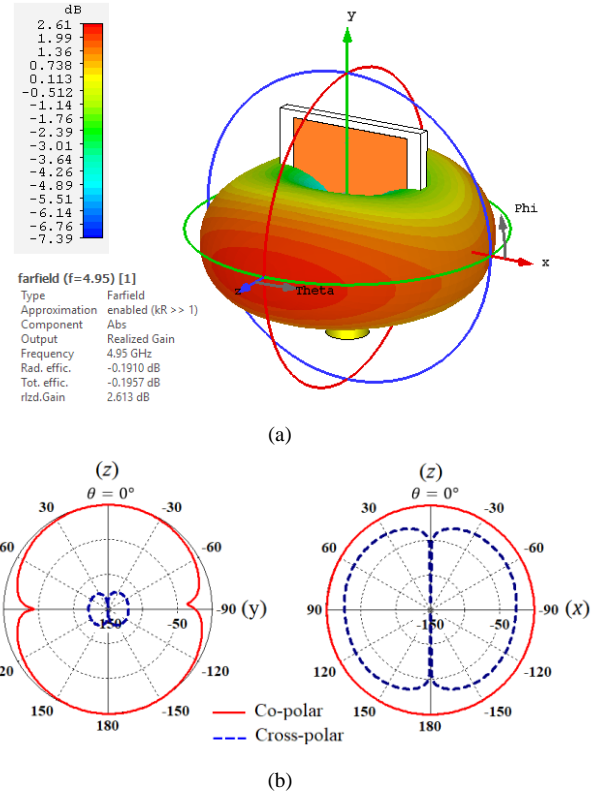 dB
2.61
1.99
1.36
0.738
0.113
-0.512
-1.14
-1.76
-2.39
-3.01
-3.64
-4.26
-4.89
-5.51
-6.14
-6.76
-7.39
y
Phi
x
z
Theta
farfield (f=4.95) [1]
Type Farfield
Approximation enabled (kR >> 1)
Component Abs
Output Realized Gain
Frequency 4.95 GHz
Rad. effic. -0.1910 dB
Tot. effic. -0.1957 dB
rlzd.Gain 2.613 dB
(a)
(z) (z)
θ = 0° θ = 0°
30 -30 30 -30
60 -60 60 -60
-150 -50 -90 (y) 90 -150 -50 -90 (x)
20 -120 120 -120
150 -150 150 -150
180 180
Co-polar
Cross-polar
(b)